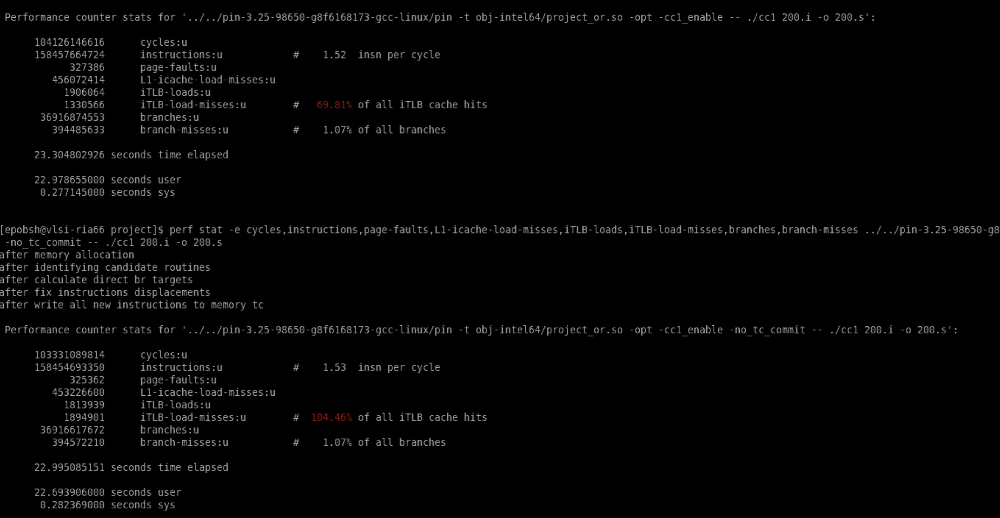 Performance counter stats for '../../pin-3.25-98650-g8f6168173-gcc-linux/pin -t obj-intel64/project_or.so -opt -cc1_enable -- ./cc1 200.i -o 200.s':
104126146616 cycles:u
158457664724 instructions:u # 1.52 insn per cycle
327386 page-faults:u
456072414 L1-icache-load-misses:u
1906064 iTLB-loads:u
1330566 iTLB-load-misses:u # 69.81% of all iTLB cache hits
36916874553 branches:u
394485633 branch-misses:u # 1.07% of all branches
23.304802926 seconds time elapsed
22.978655000 seconds user
0.277145000 seconds sys
[epobsh@vlsi-ria66 project]$ perf stat -e cycles,instructions,page-faults,L1-icache-load-misses,iTLB-loads,iTLB-load-misses,branches,branch-misses ../../pin-3.25-98650-g8
-no_tc_commit -- ./cc1 200.i -o 200.s
after memory allocation
after identifying candidate routines
after calculate direct br targets
after fix instructions displacements
after write all new instructions to memory tc
Performance counter stats for '../../pin-3.25-98650-g8f6168173-gcc-linux/pin -t obj-intel64/project_or.so -opt -cc1_enable -no_tc_commit -- ./cc1 200.i -o 200.s':
103331089814 cycles:u
158454693350 instructions:u # 1.53 insn per cycle
325362 page-faults:u
453226600 L1-icache-load-misses:u
1813939 iTLB-loads:u
1894901 iTLB-load-misses:u # 104.46% of all iTLB cache hits
36916617672 branches:u
394572210 branch-misses:u # 1.07% of all branches
22.995085151 seconds time elapsed
22.693906000 seconds user
0.282369000 seconds sys